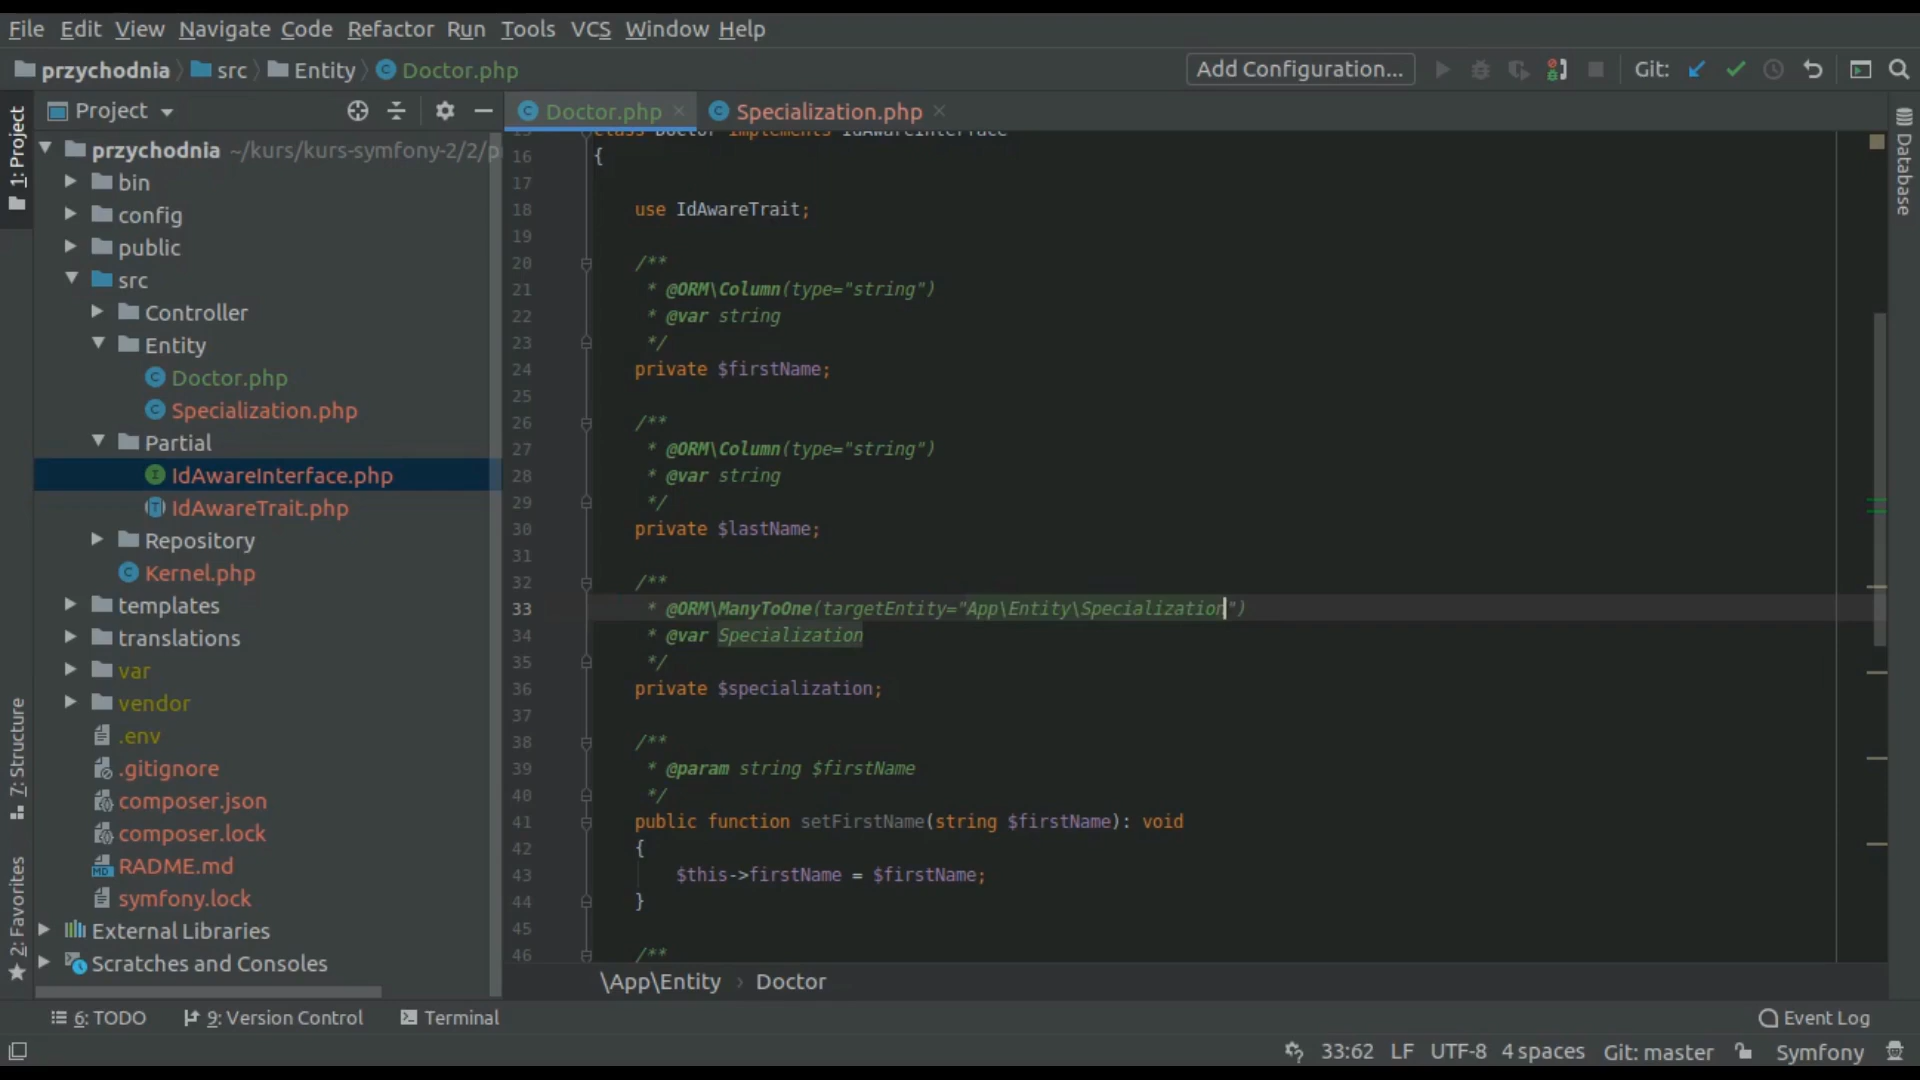 File Edit View Navigate Code Refactor Run Tools VCS Window Help
przychodnia src Entity Doctor.php Add Configuration... Git:
Project Doctor.php Specialization.php
1: Project
7: Structure
2: Favorites
Database
przychodnia ~/kurs/kurs-symfony-2/2/p
bin
config
public
src
Controller
Entity
Doctor.php
Specialization.php
Partial
IdAwareInterface.php
IdAwareTrait.php
Repository
Kernel.php
templates
translations
var
vendor
.env
.gitignore
composer.json
composer.lock
RADME.md
symfony.lock
External Libraries
Scratches and Consoles
15 class Doctor implements IdAwareInterface
16 {
17
18 use IdAwareTrait;
19
20 /**
21 * @ORM\Column(type="string")
22 * @var string
23 */
24 private $firstName;
25
26 /**
27 * @ORM\Column(type="string")
28 * @var string
29 */
30 private $lastName;
31
32 /**
33 * @ORM\ManyToOne(targetEntity="App\Entity\Specialization")
34 * @var Specialization
35 */
36 private $specialization;
37
38 /**
39 * @param string $firstName
40 */
41 public function setFirstName(string $firstName): void
42 {
43 $this->firstName = $firstName;
44 }
45
46 /**
\App\Entity › Doctor
6: TODO 9: Version Control Terminal Event Log
33:62 LF UTF-8 4 spaces Git: master Symfony